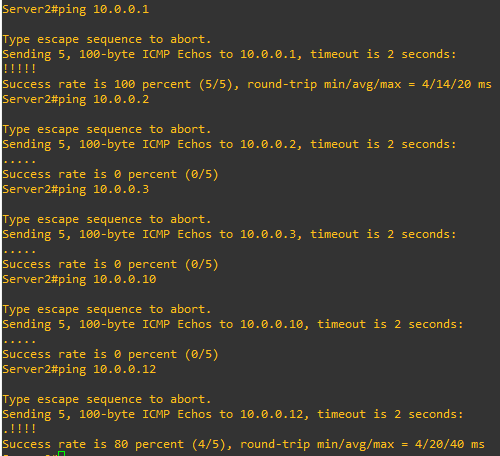 Server2#ping 10.0.0.1
Type escape sequence to abort.
Sending 5, 100-byte ICMP Echos to 10.0.0.1, timeout is 2 seconds:
!!!!!
Success rate is 100 percent (5/5), round-trip min/avg/max = 4/14/20 ms
Server2#ping 10.0.0.2
Type escape sequence to abort.
Sending 5, 100-byte ICMP Echos to 10.0.0.2, timeout is 2 seconds:
.....
Success rate is 0 percent (0/5)
Server2#ping 10.0.0.3
Type escape sequence to abort.
Sending 5, 100-byte ICMP Echos to 10.0.0.3, timeout is 2 seconds:
.....
Success rate is 0 percent (0/5)
Server2#ping 10.0.0.10
Type escape sequence to abort.
Sending 5, 100-byte ICMP Echos to 10.0.0.10, timeout is 2 seconds:
.....
Success rate is 0 percent (0/5)
Server2#ping 10.0.0.12
Type escape sequence to abort.
Sending 5, 100-byte ICMP Echos to 10.0.0.12, timeout is 2 seconds:
.!!!!
Success rate is 80 percent (4/5), round-trip min/avg/max = 4/20/40 ms
Server2#